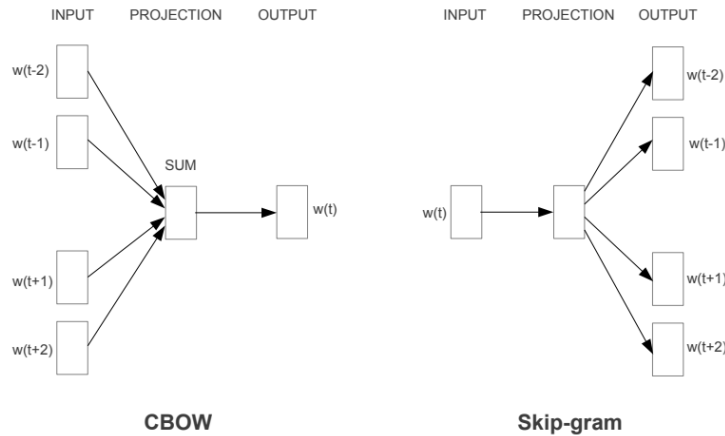 INPUT PROJECTION OUTPUT
w(t-2)
w(t-1)
SUM
w(t)
w(t+1)
w(t+2)
CBOW
INPUT PROJECTION OUTPUT
w(t-2)
w(t-1)
w(t)
w(t+1)
w(t+2)
Skip-gram